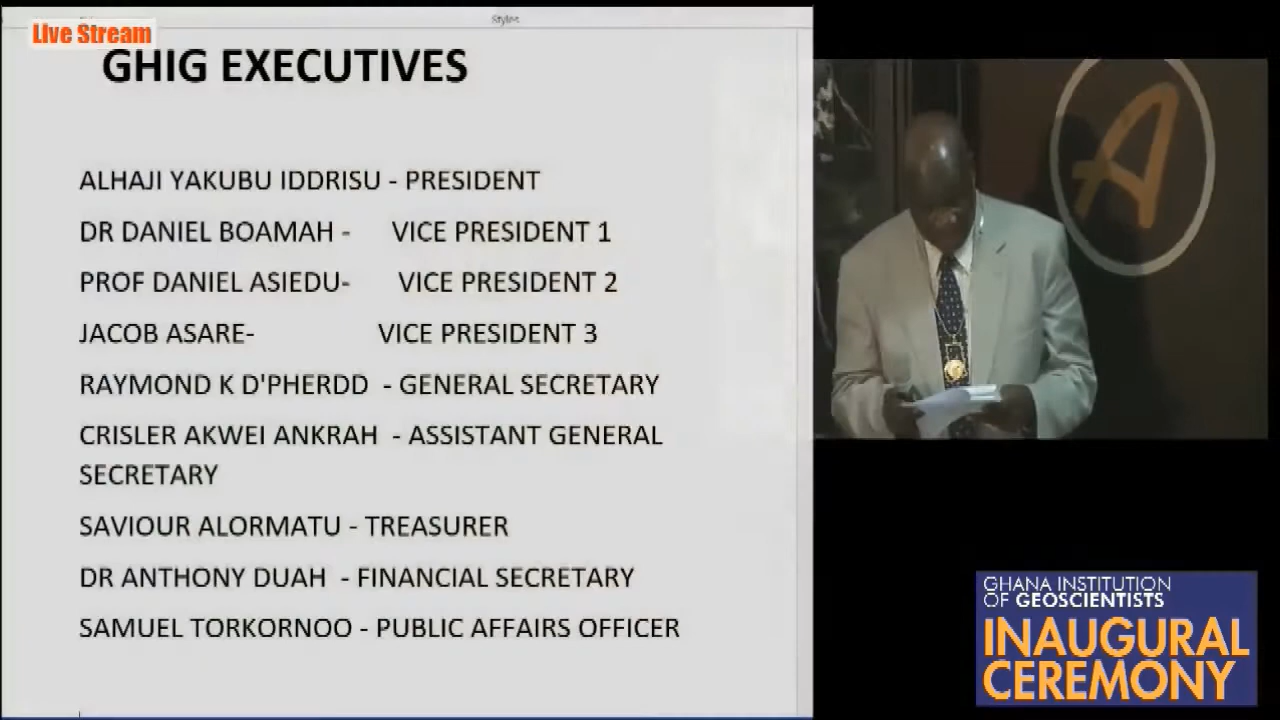 Styles
Live Stream
GHIG EXECUTIVES
ALHAJI YAKUBU IDDRISU - PRESIDENT
DR DANIEL BOAMAH - VICE PRESIDENT 1
PROF DANIEL ASIEDU- VICE PRESIDENT 2
JACOB ASARE- VICE PRESIDENT 3
RAYMOND K D'PHERDD - GENERAL SECRETARY
CRISLER AKWEI ANKRAH - ASSISTANT GENERAL
SECRETARY
SAVIOUR ALORMATU - TREASURER
DR ANTHONY DUAH - FINANCIAL SECRETARY
SAMUEL TORKORNOO - PUBLIC AFFAIRS OFFICER
A
GHANA INSTITUTION
OF GEOSCIENTISTS
INAUGURAL
CEREMONY